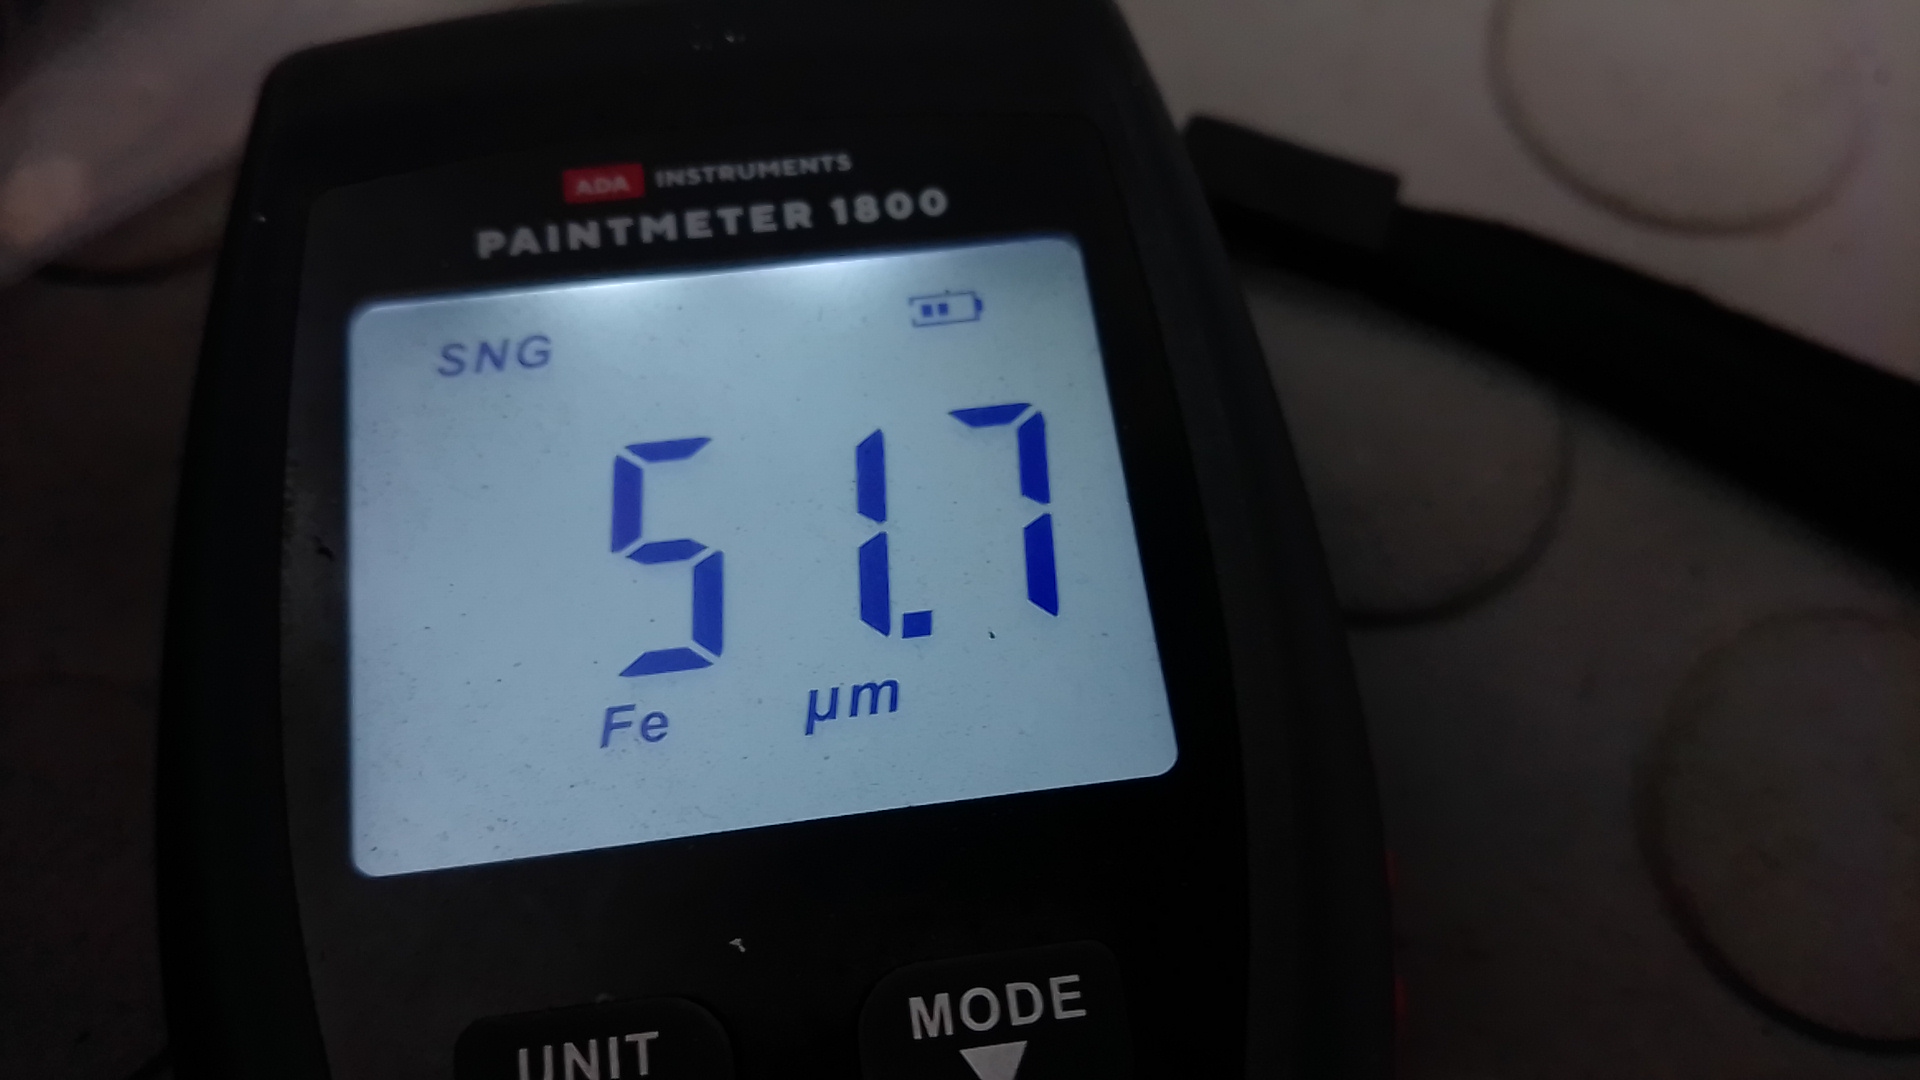 ADA INSTRUMENTS
PAINTMETER 1800
SNG
51.7
Fe µm
UNIT MODE